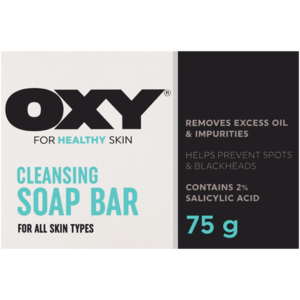 OXY®
FOR HEALTHY SKIN
CLEANSING
SOAP BAR
FOR ALL SKIN TYPES
REMOVES EXCESS OIL
& IMPURITIES
HELPS PREVENT SPOTS
& BLACKHEADS
CONTAINS 2%
SALICYLIC ACID
75 g